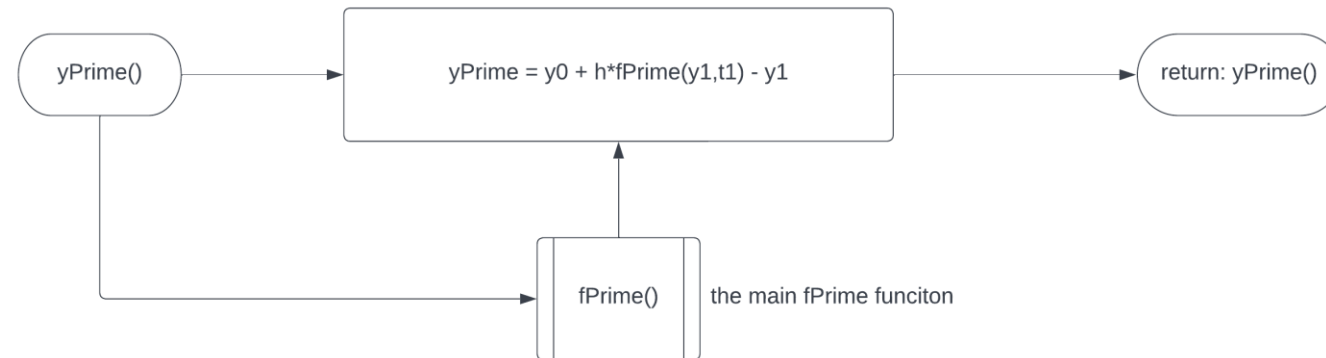 yPrime()
yPrime = y0 + h*fPrime(y1,t1) - y1
return: yPrime()
fPrime()
the main fPrime funciton